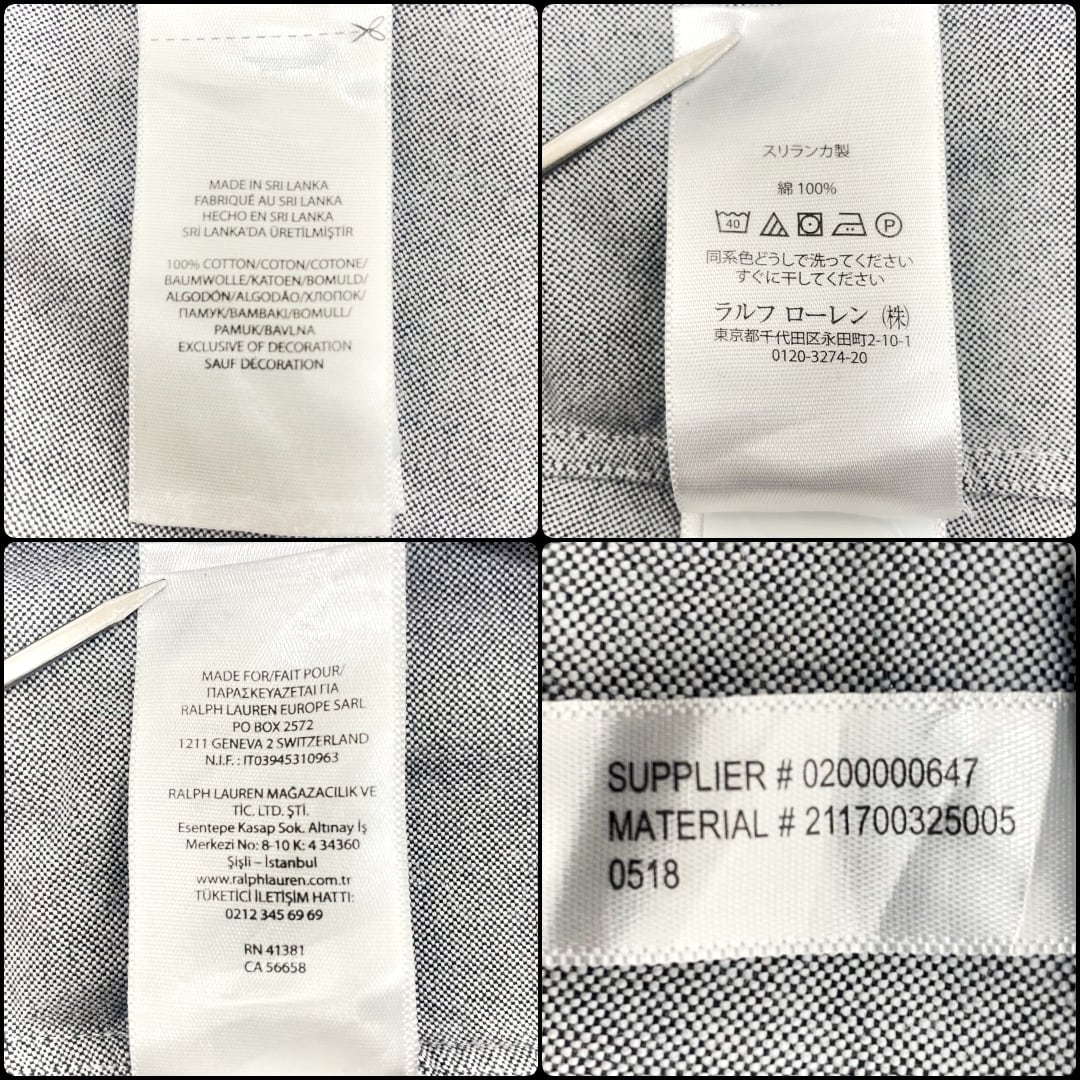 MADE IN SRI LANKA
FABRIQUÉ AU SRI LANKA
HECHO EN SRI LANKA
SRİ LANKA'DA ÜRETİLMİŞTİR
100% COTTON/COTON/COTONE/
BAUMWOLLE/KATOEN/BOMULD/
ALGODÓN/ALGODÃO/ХЛОПОК/
ПАМУК/BAMBAKI/BOMULL/
PAMUK/BAVLNA
EXCLUSIVE OF DECORATION
SAUF DÉCORATION
スリランカ製
綿 100%
40 P
同系色どうしで洗ってください
すぐに干してください
ラルフ ローレン (株)
東京都千代田区永田町2-10-1
0120-3274-20
MADE FOR/FAIT POUR/
ΠΑΡΑΣΚΕΥΑΖΕΤΑΙ ΓΙΑ
RALPH LAUREN EUROPE SARL
PO BOX 2572
1211 GENEVA 2 SWITZERLAND
N.I.F. : IT03945310963
RALPH LAUREN MAĞAZACILIK VE
TİC. LTD. ŞTİ.
Esentepe Kasap Sok. Altınay İş
Merkezi No: 8-10 K: 4 34360
Şişli – İstanbul
www.ralphlauren.com.tr
TÜKETİCİ İLETİŞİM HATTI:
0212 345 69 69
RN 41381
CA 56658
SUPPLIER # 0200000647
MATERIAL # 211700325005
0518